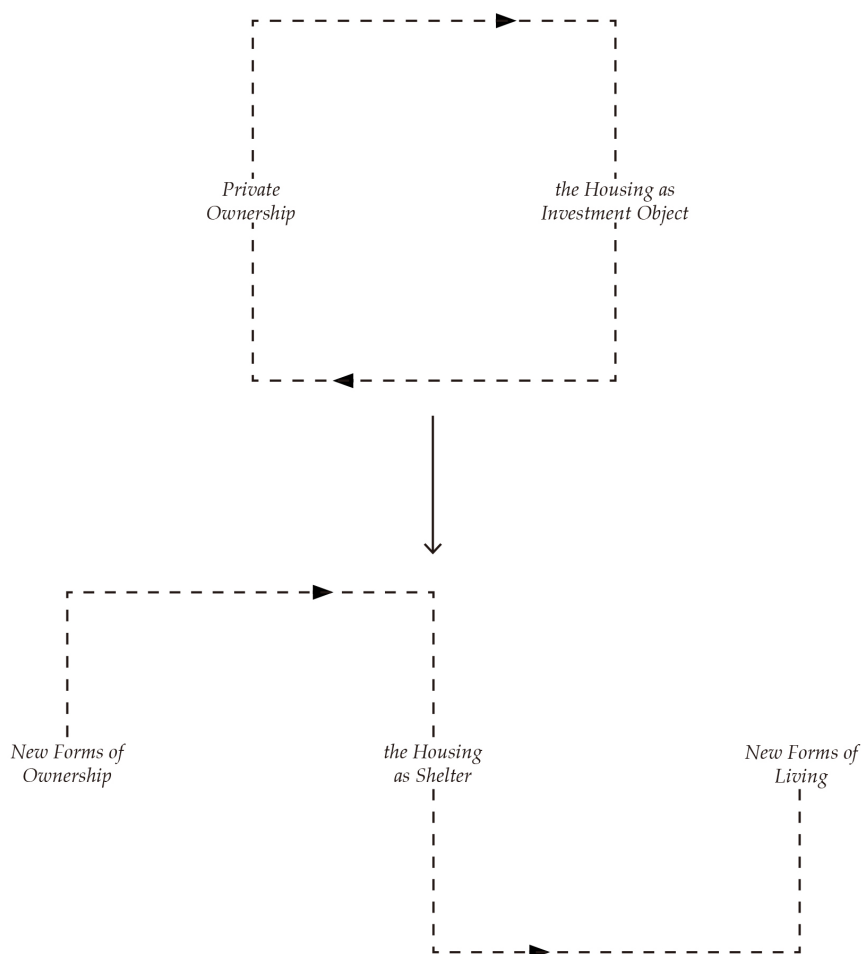 Private
Ownership
the Housing as
Investment Object
New Forms of
Ownership
the Housing
as Shelter
New Forms of
Living